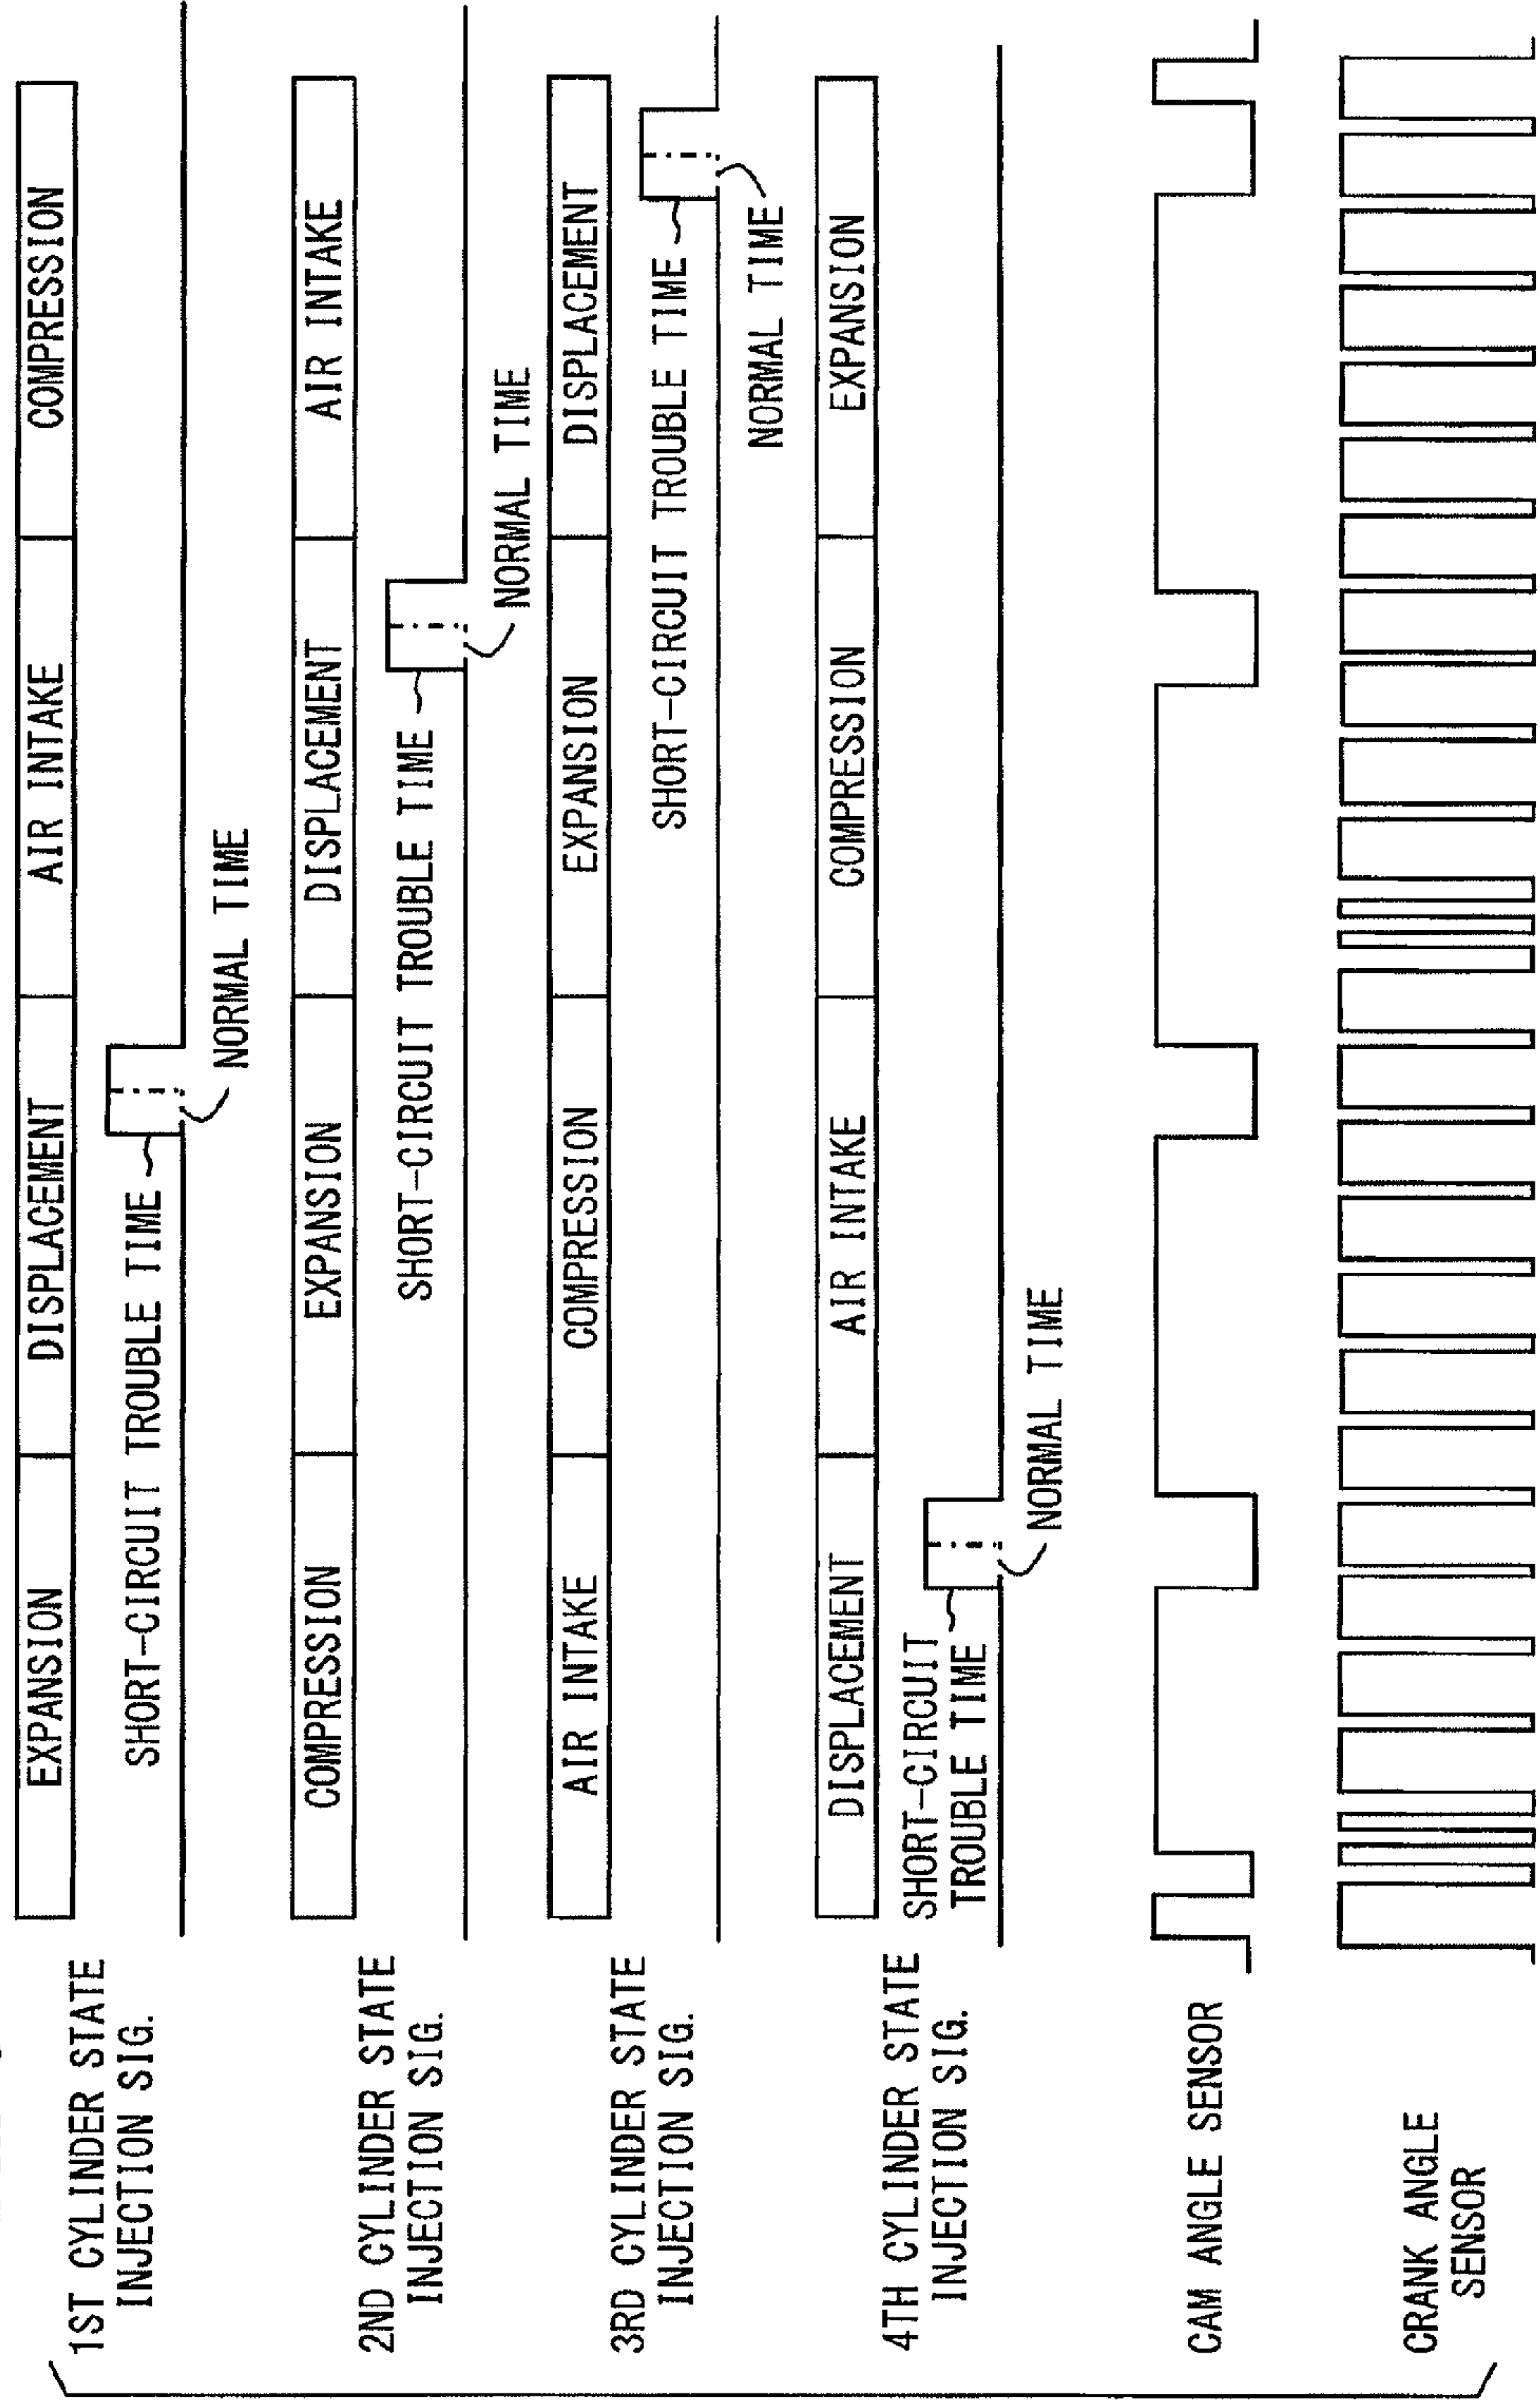 1ST CYLINDER STATE
INJECTION SIG.
EXPANSION
DISPLACEMENT
AIR INTAKE
COMPRESSION
SHORT-CIRCUIT TROUBLE TIME
NORMAL TIME
2ND CYLINDER STATE
INJECTION SIG.
COMPRESSION
EXPANSION
DISPLACEMENT
AIR INTAKE
SHORT-CIRCUIT TROUBLE TIME
NORMAL TIME
3RD CYLINDER STATE
INJECTION SIG.
AIR INTAKE
COMPRESSION
EXPANSION
DISPLACEMENT
SHORT-CIRCUIT TROUBLE TIME
NORMAL TIME
4TH CYLINDER STATE
INJECTION SIG.
DISPLACEMENT
AIR INTAKE
COMPRESSION
EXPANSION
SHORT-CIRCUIT
TROUBLE TIME
NORMAL TIME
CAM ANGLE SENSOR
CRANK ANGLE
SENSOR